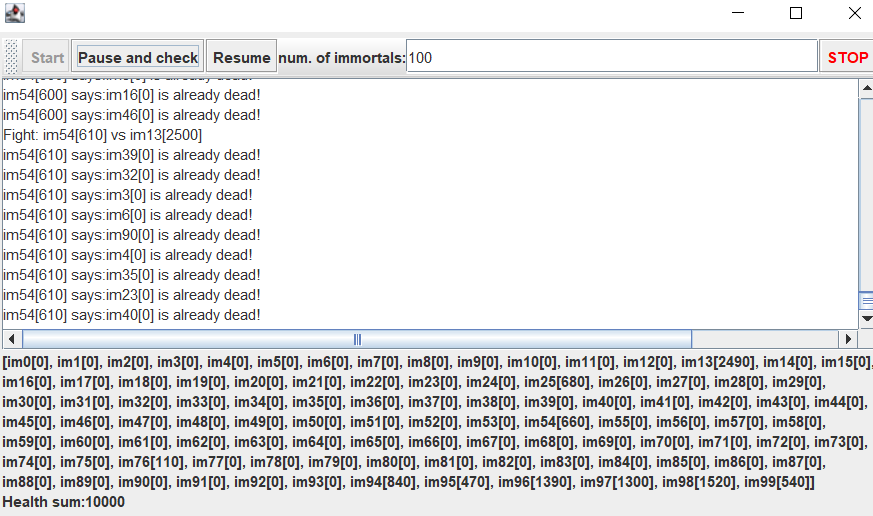 Start Pause and check Resume num. of immortals: 100 STOP
im54[600] says:im16[0] is already dead!
im54[600] says:im46[0] is already dead!
Fight: im54[610] vs im13[2500]
im54[610] says:im39[0] is already dead!
im54[610] says:im32[0] is already dead!
im54[610] says:im3[0] is already dead!
im54[610] says:im6[0] is already dead!
im54[610] says:im90[0] is already dead!
im54[610] says:im4[0] is already dead!
im54[610] says:im35[0] is already dead!
im54[610] says:im23[0] is already dead!
im54[610] says:im40[0] is already dead!
[im0[0], im1[0], im2[0], im3[0], im4[0], im5[0], im6[0], im7[0], im8[0], im9[0], im10[0], im11[0], im12[0], im13[2490], im14[0], im15[0],
im16[0], im17[0], im18[0], im19[0], im20[0], im21[0], im22[0], im23[0], im24[0], im25[680], im26[0], im27[0], im28[0], im29[0],
im30[0], im31[0], im32[0], im33[0], im34[0], im35[0], im36[0], im37[0], im38[0], im39[0], im40[0], im41[0], im42[0], im43[0], im44[0],
im45[0], im46[0], im47[0], im48[0], im49[0], im50[0], im51[0], im52[0], im53[0], im54[660], im55[0], im56[0], im57[0], im58[0],
im59[0], im60[0], im61[0], im62[0], im63[0], im64[0], im65[0], im66[0], im67[0], im68[0], im69[0], im70[0], im71[0], im72[0], im73[0],
im74[0], im75[0], im76[110], im77[0], im78[0], im79[0], im80[0], im81[0], im82[0], im83[0], im84[0], im85[0], im86[0], im87[0],
im88[0], im89[0], im90[0], im91[0], im92[0], im93[0], im94[840], im95[470], im96[1390], im97[1300], im98[1520], im99[540]]
Health sum:10000